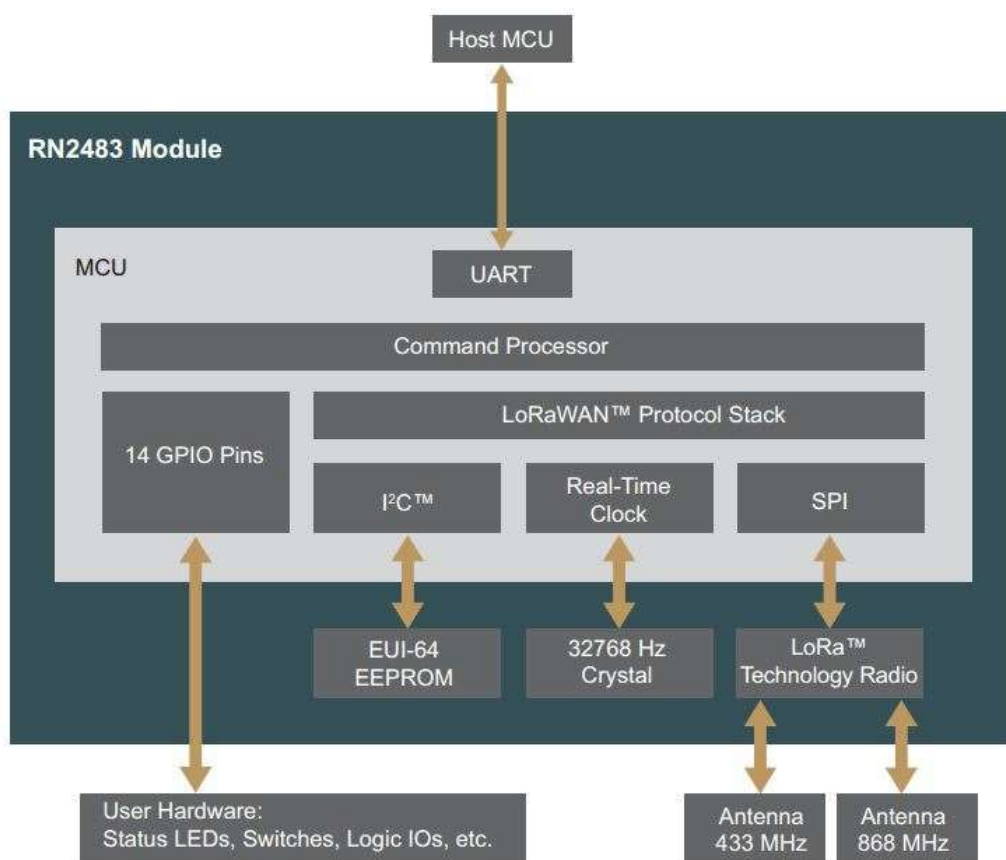 Host MCU
RN2483 Module
MCU
UART
Command Processor
14 GPIO Pins
LoRaWAN™ Protocol Stack
I²C™
Real-Time
Clock
SPI
EUI-64
EEPROM
32768 Hz
Crystal
LoRa™
Technology Radio
User Hardware:
Status LEDs, Switches, Logic IOs, etc.
Antenna
433 MHz
Antenna
868 MHz